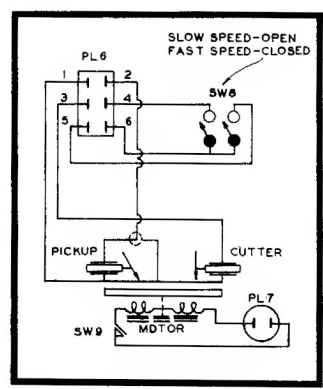 SLOW SPEED-OPEN
FAST SPEED-CLOSED
PL6
SW8
1 2
3 4
5 6
PICKUP
CUTTER
PL7
SW9
MOTOR